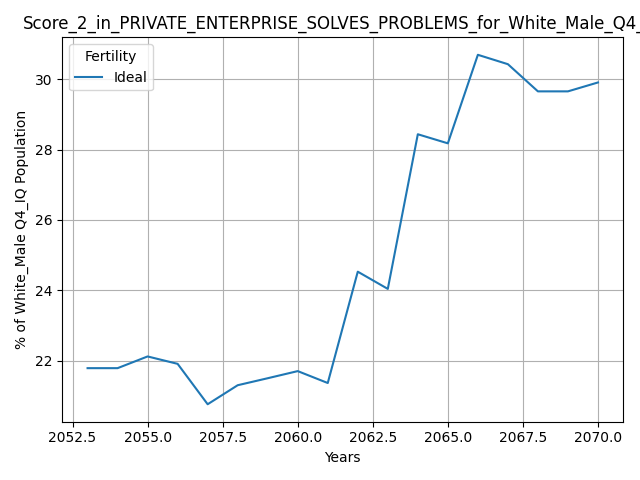 Score_2_in_PRIVATE_ENTERPRISE_SOLVES_PROBLEMS_for_White_Male_Q4_
Fertility
Ideal
% of White_Male Q4_IQ Population
30
28
26
24
22
2052.5 2055.0 2057.5 2060.0 2062.5 2065.0 2067.5 2070.0
Years